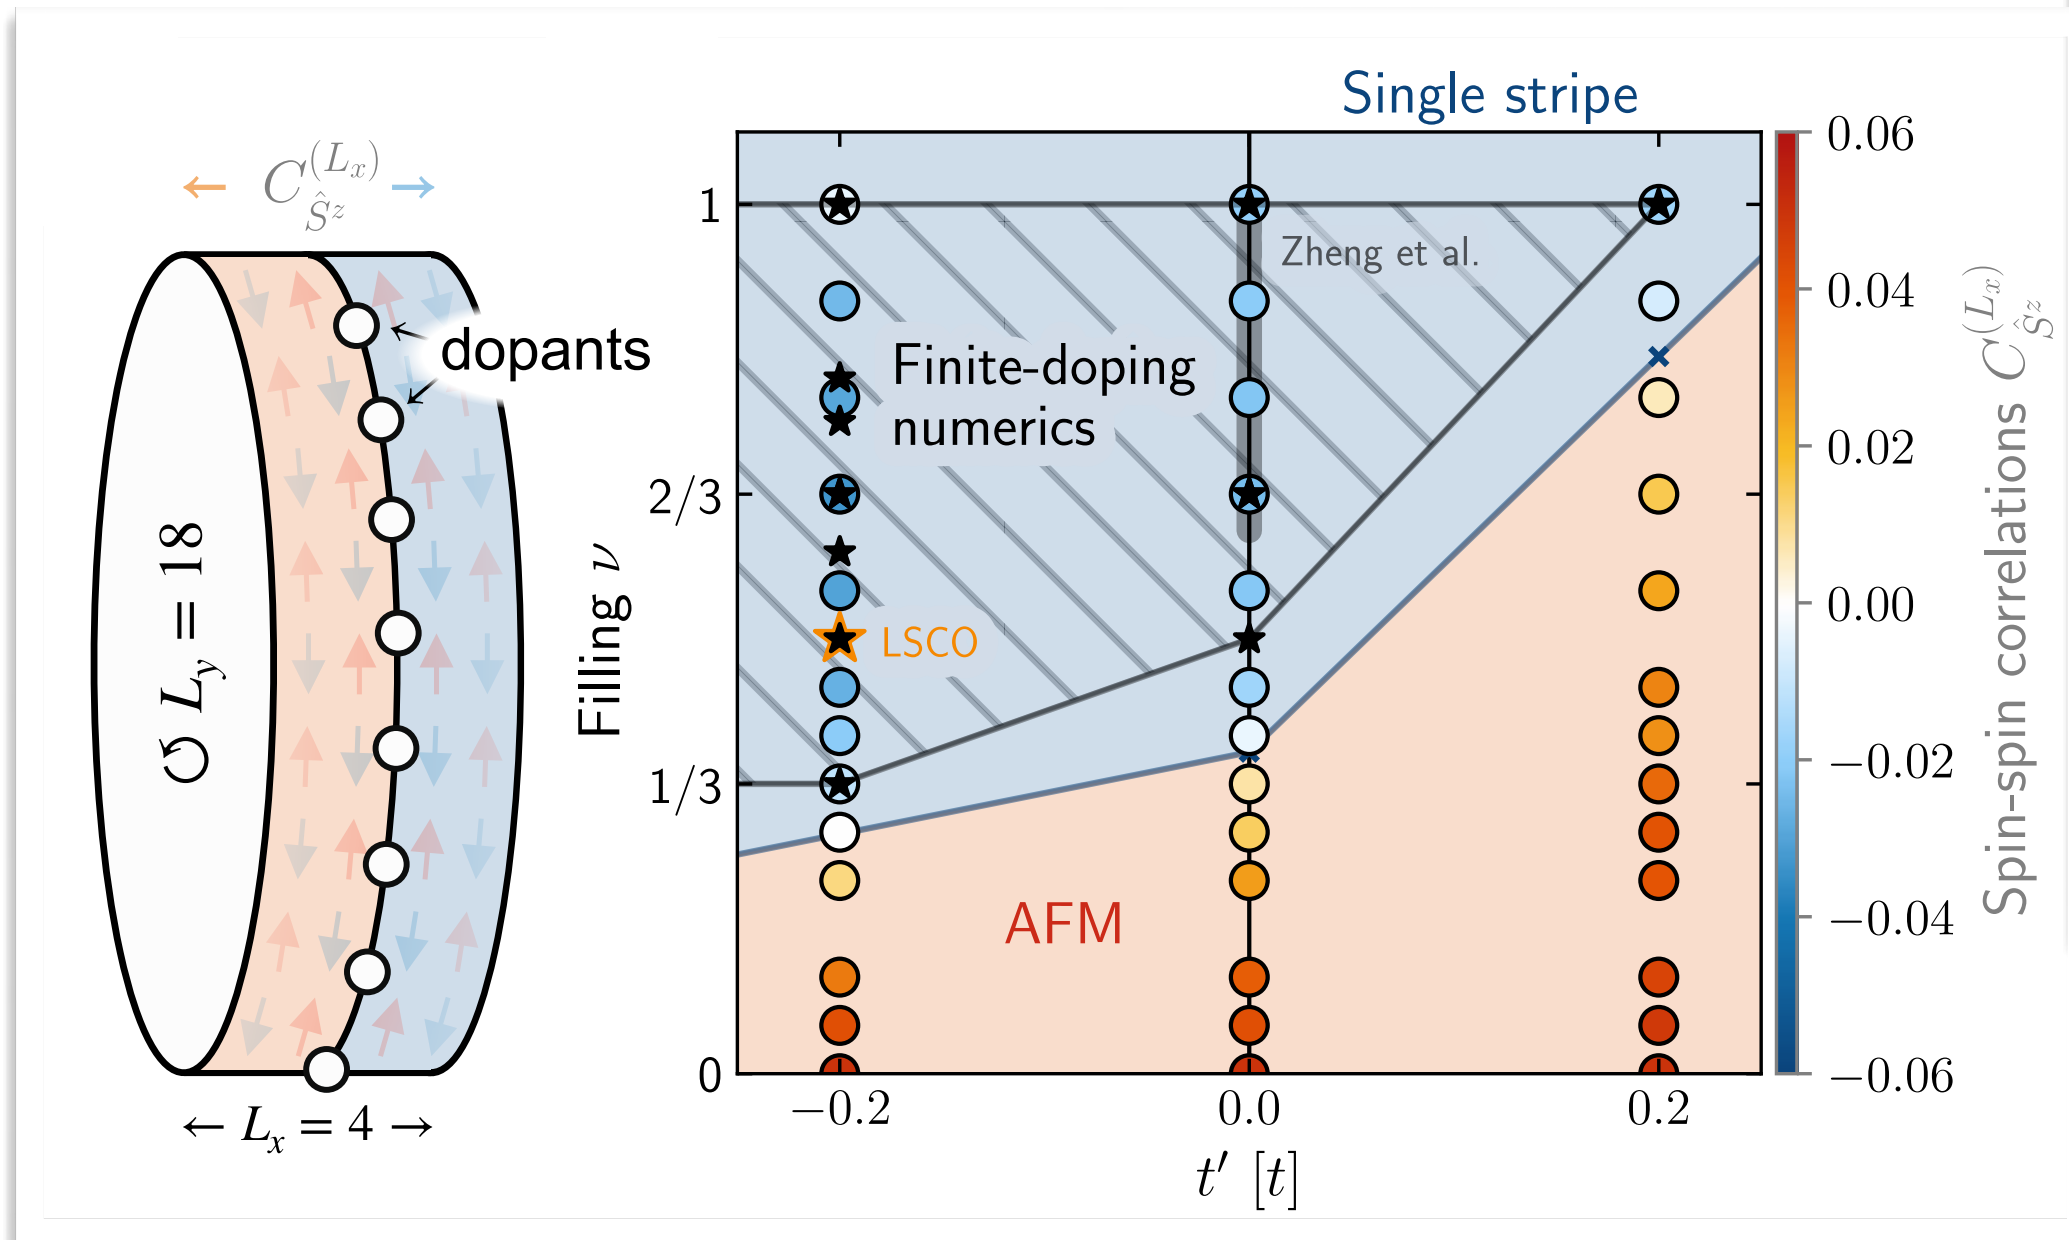 ← C_{Ŝ^z}^{(L_x)} →
dopants
↺ L_y = 18
← L_x = 4 →
Single stripe
Zheng et al.
Finite-doping
numerics
LSCO
AFM
Filling ν
1
2/3
1/3
0
−0.2
0.0
0.2
t′ [t]
0.06
0.04
0.02
0.00
−0.02
−0.04
−0.06
Spin-spin correlations C_{Ŝ^z}^{(L_x)}